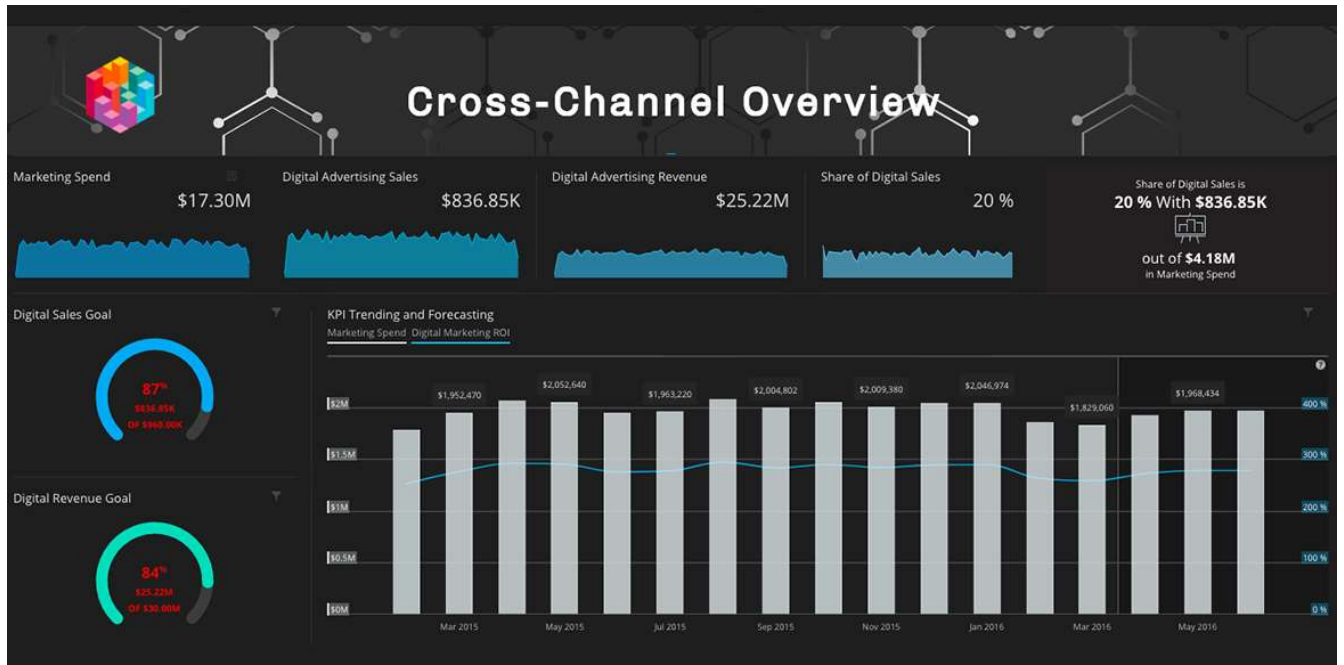 Cross-Channel Overview
Marketing Spend
$17.30M
Digital Advertising Sales
$836.85K
Digital Advertising Revenue
$25.22M
Share of Digital Sales
20 %
Share of Digital Sales is
20 % With $836.85K
out of $4.18M
in Marketing Spend
Digital Sales Goal
87%
$836.85K
OF $960.00K
Digital Revenue Goal
84%
$25.22M
OF $30.00M
KPI Trending and Forecasting
Marketing Spend Digital Marketing ROI
$1,952,470
$2,052,640
$1,963,220
$2,004,802
$2,009,380
$2,046,974
$1,829,060
$1,968,434
$2M
$1.5M
$1M
$0.5M
$0M
400 %
300 %
200 %
100 %
0 %
Mar 2015
May 2015
Jul 2015
Sep 2015
Nov 2015
Jan 2016
Mar 2016
May 2016
?